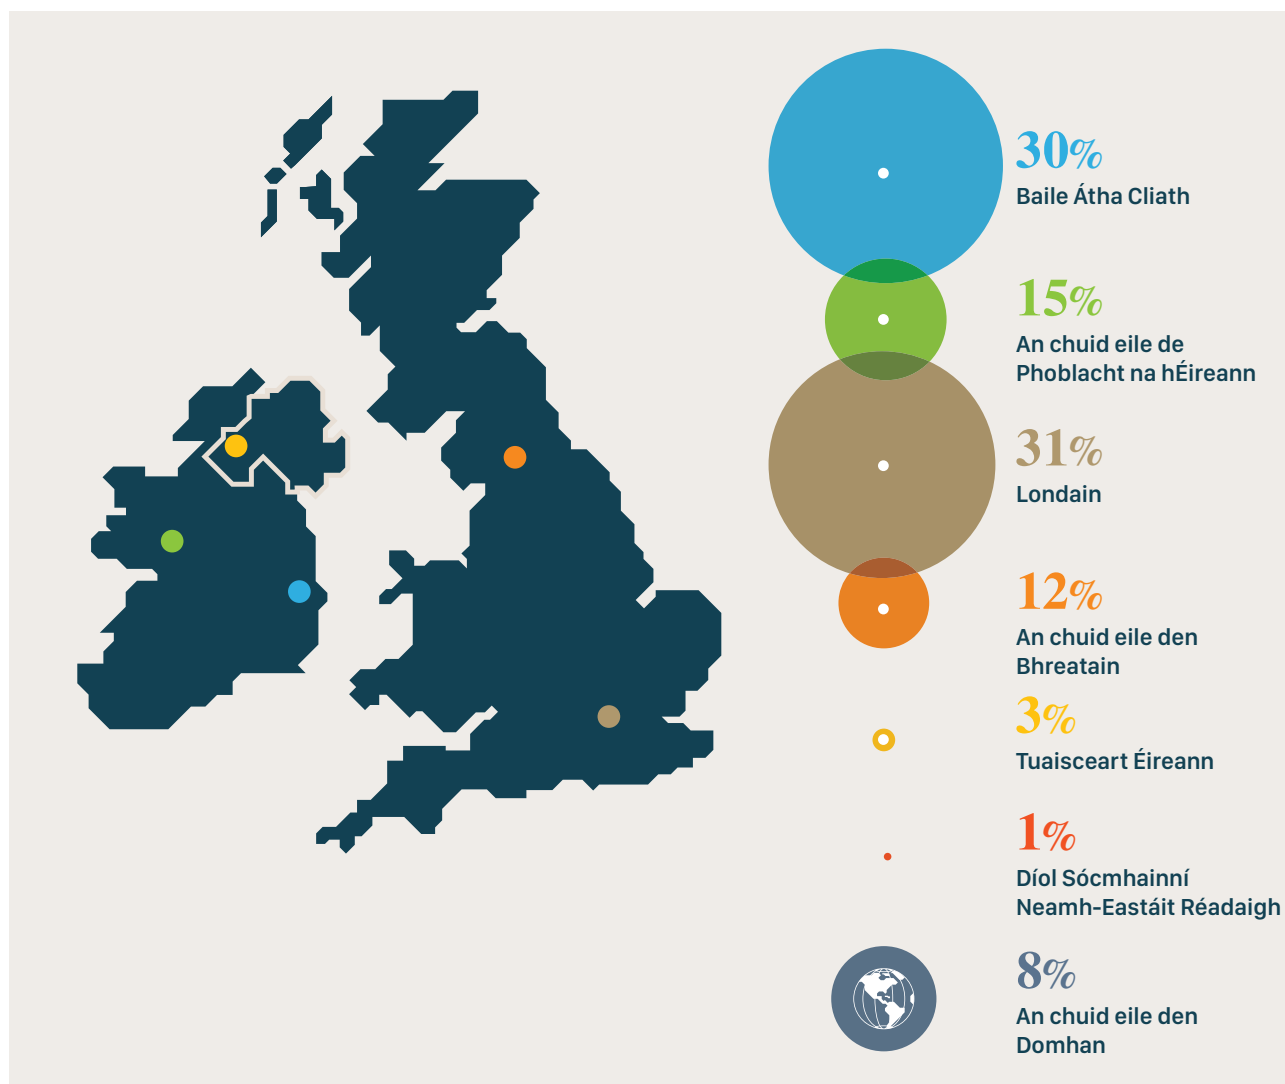 30%
Baile Átha Cliath
15%
An chuid eile de
Phoblacht na hÉireann
31%
Londain
12%
An chuid eile den
Bhreatain
3%
Tuaisceart Éireann
1%
Díol Sócmhainní
Neamh-Eastáit Réadaigh
8%
An chuid eile den
Domhan